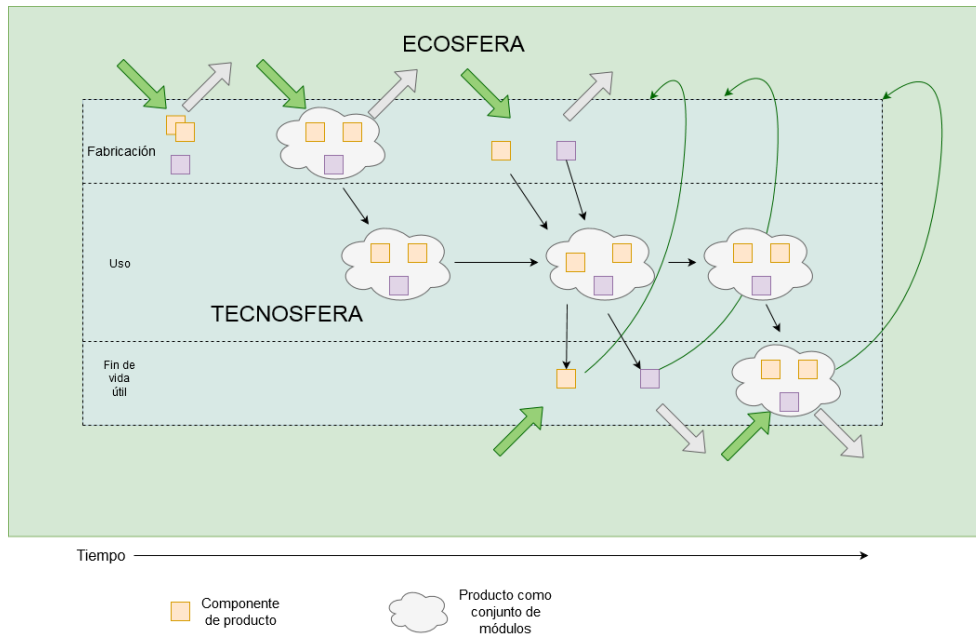 ECOSFERA
Fabricación
Uso
TECNOSFERA
Fin de
vida
útil
Tiempo
Componente
de producto
Producto como
conjunto de
módulos